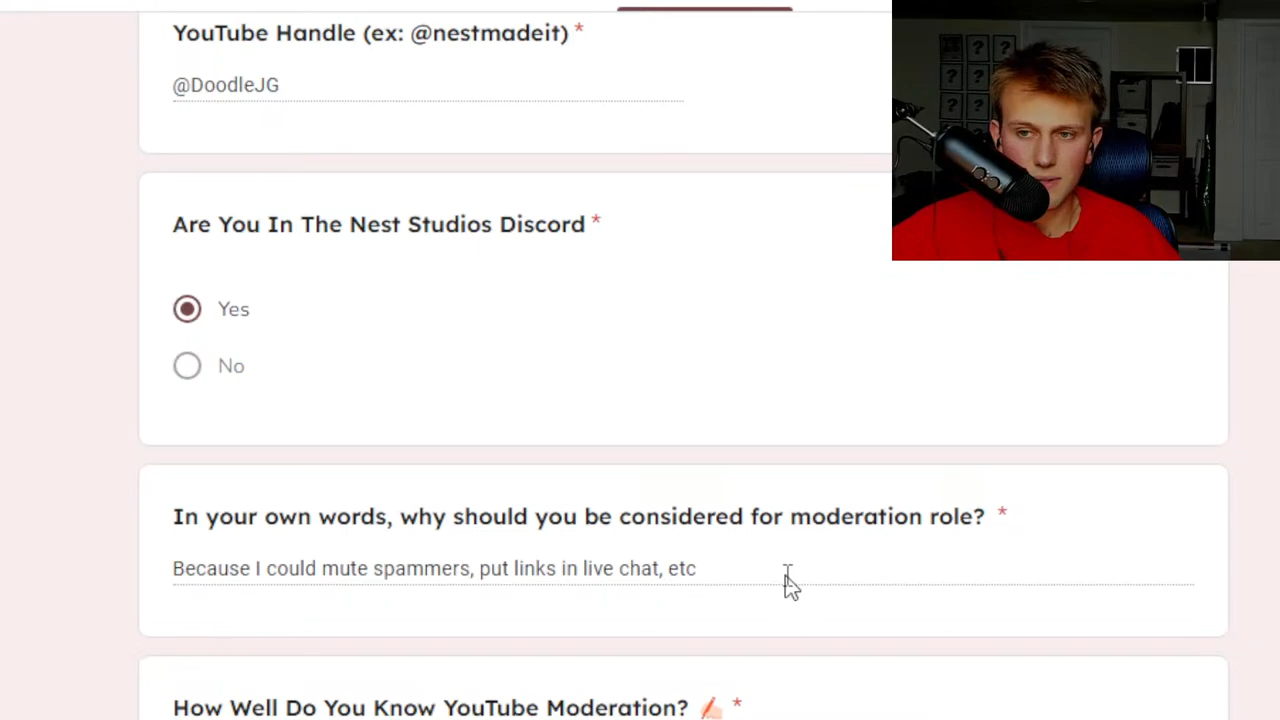 YouTube Handle (ex: @nestmadeit) *
@DoodleJG
Are You In The Nest Studios Discord *
Yes
No
In your own words, why should you be considered for moderation role? *
Because I could mute spammers, put links in live chat, etc
How Well Do You Know YouTube Moderation? ✍🏻 *